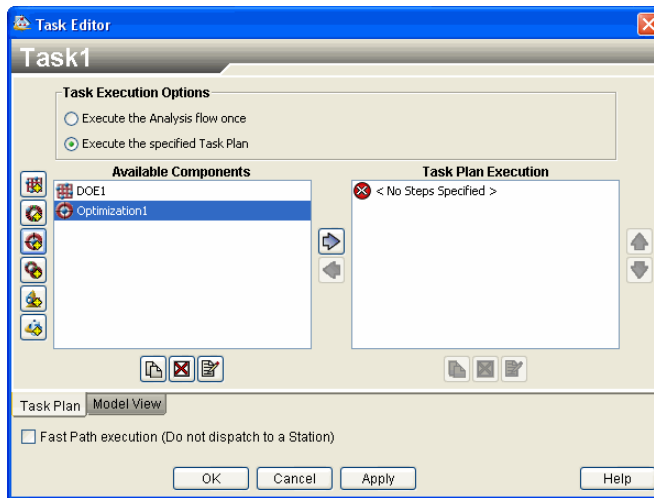 Task Editor
Task1
Task Execution Options
Execute the Analysis flow once
Execute the specified Task Plan
Available Components
Task Plan Execution
DOE1
Optimization1
< No Steps Specified >
Task Plan
Model View
Fast Path execution (Do not dispatch to a Station)
OK
Cancel
Apply
Help